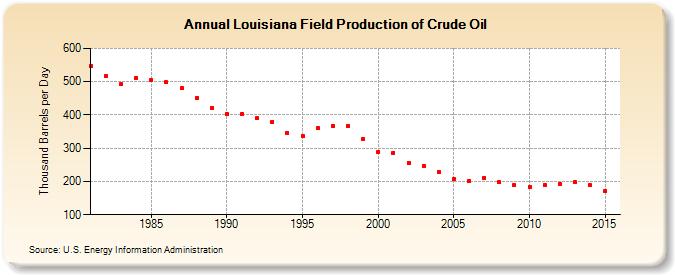 Annual Louisiana Field Production of Crude Oil
Thousand Barrels per Day
600
500
400
300
200
100
1985 1990 1995 2000 2005 2010 2015
Source: U.S. Energy Information Administration